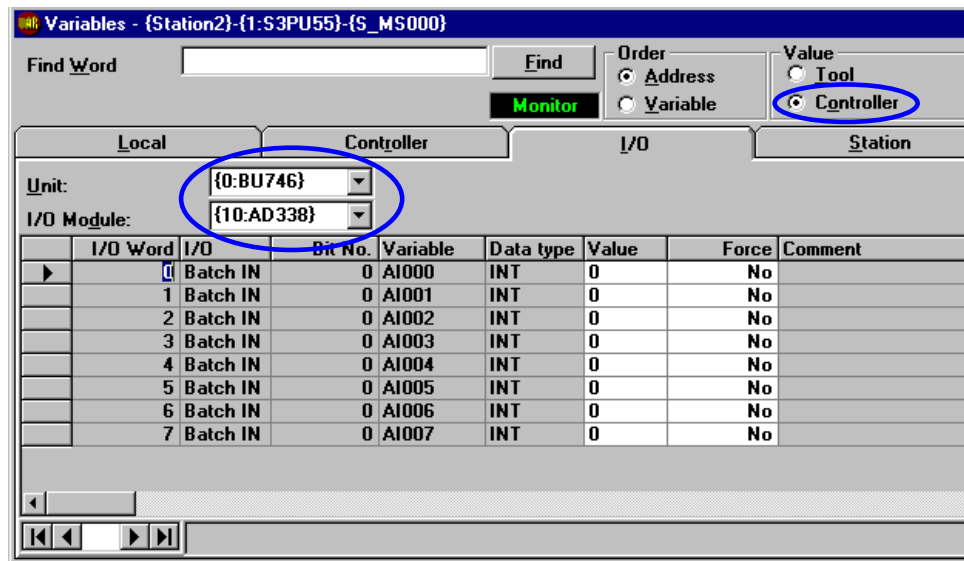 Variables - {Station2}-{1:S3PU55}-{S_MS000}
Find Word Find Order Value
Address Tool
Monitor Variable Controller
Local Controller I/O Station
Unit: {0:BU746}
I/O Module: {10:AD338}
I/O Word I/O Bit No. Variable Data type Value Force Comment
0 Batch IN 0 AI000 INT 0 No
1 Batch IN 0 AI001 INT 0 No
2 Batch IN 0 AI002 INT 0 No
3 Batch IN 0 AI003 INT 0 No
4 Batch IN 0 AI004 INT 0 No
5 Batch IN 0 AI005 INT 0 No
6 Batch IN 0 AI006 INT 0 No
7 Batch IN 0 AI007 INT 0 No